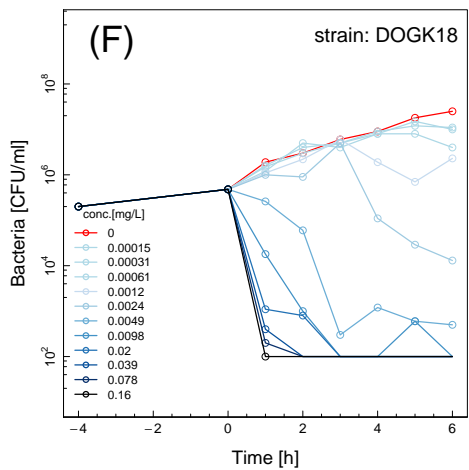 (F)
strain: DOGK18
Bacteria [CFU/ml]
10^8
10^6
10^4
10^2
conc.[mg/L]
0
0.00015
0.00031
0.00061
0.0012
0.0024
0.0049
0.0098
0.02
0.039
0.078
0.16
−4 −2 0 2 4 6
Time [h]